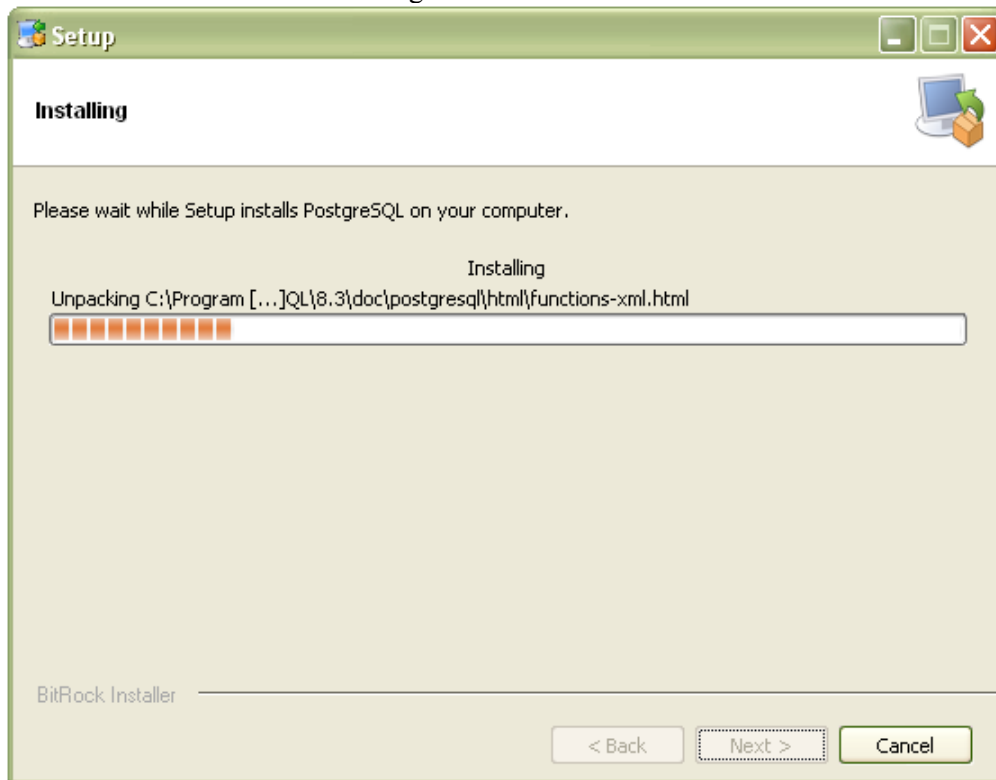 Setup
Installing
Please wait while Setup installs PostgreSQL on your computer.
Installing
Unpacking C:\Program [...]QL\8.3\doc\postgresql\html\functions-xml.html
BitRock Installer
< Back Next > Cancel